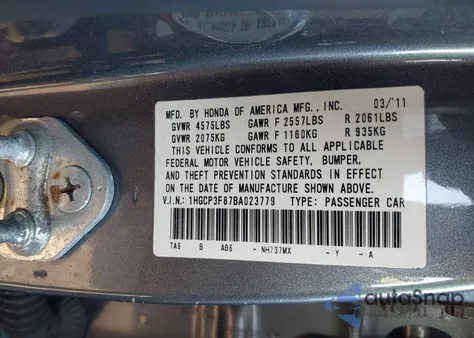 MFD. BY HONDA OF AMERICA MFG., INC. 03/'11
GVWR 4575LBS GAWR F 2557LBS R 2061LBS
GVWR 2075KG GAWR F 1160KG R 935KG
THIS VEHICLE CONFORMS TO ALL APPLICABLE
FEDERAL MOTOR VEHICLE SAFETY, BUMPER,
AND THEFT PREVENTION STANDARDS IN EFFECT
ON THE DATE OF MANUFACTURE SHOWN ABOVE.
V.I.N.: 1HGCP3F87BA023779 TYPE: PASSENGER CAR
TA6 B AB6 - NH737MX - Y - A
autoSnap